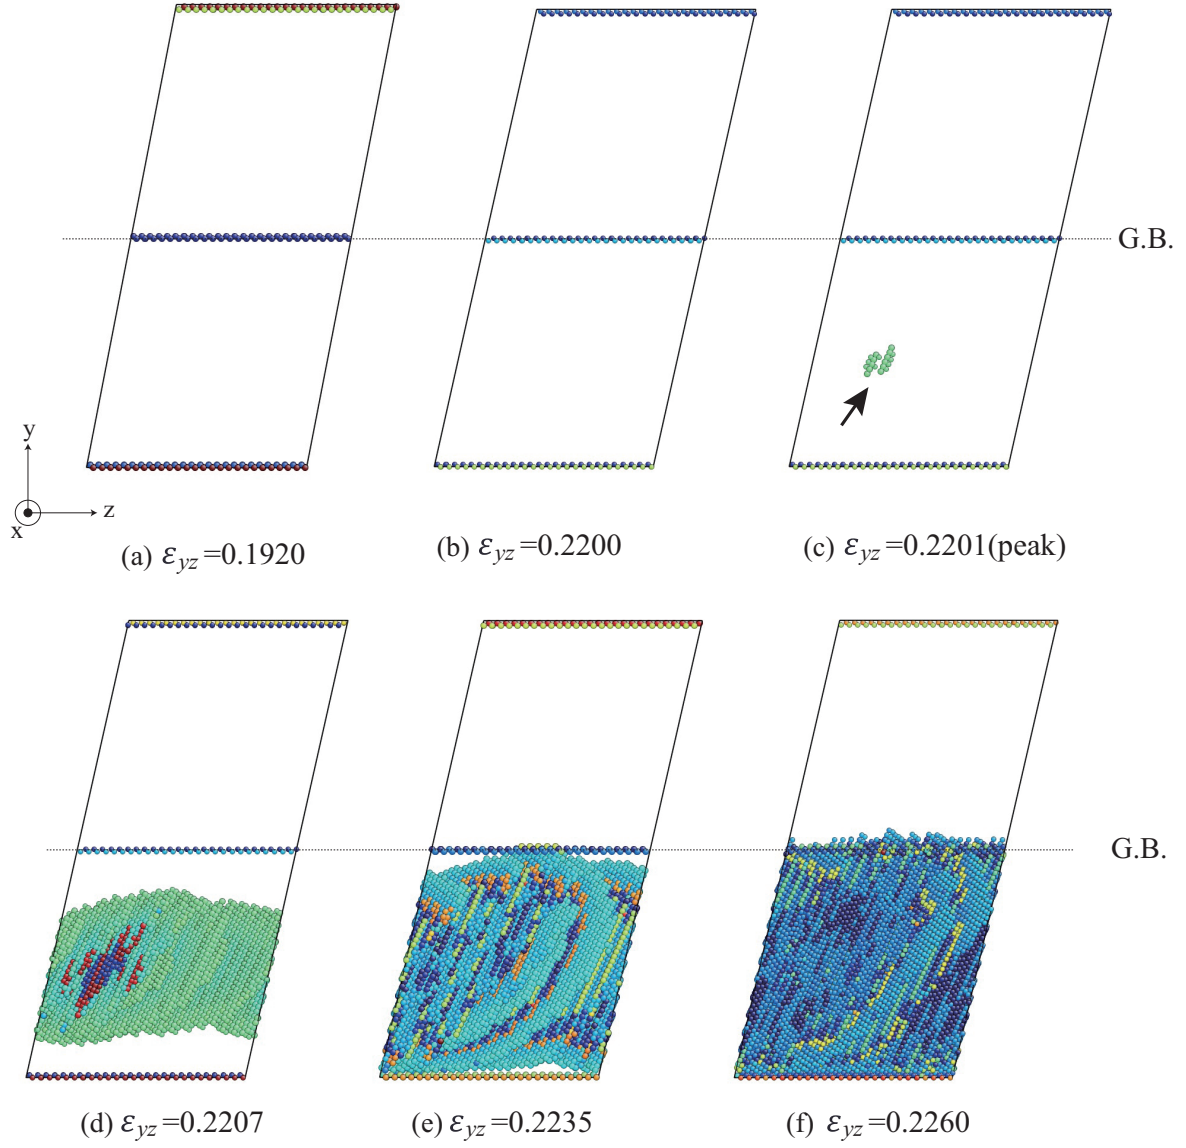 G.B.
y
z
x
(a) εyz=0.1920
(b) εyz=0.2200
(c) εyz=0.2201(peak)
G.B.
(d) εyz=0.2207
(e) εyz=0.2235
(f) εyz=0.2260